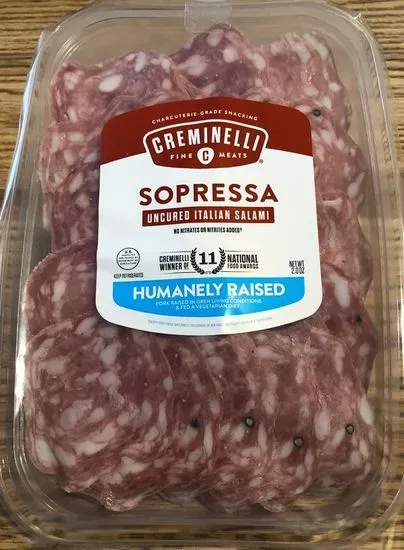 CHARCUTERIE-GRADE SNACKING
CREMINELLI
FINE C MEATS
SOPRESSA
UNCURED ITALIAN SALAMI
NO NITRATES OR NITRITES ADDED
CREMINELLI
WINNER OF
11
NATIONAL
FOOD AWARDS
NET WT
2.0 OZ
U.S.
KEEP REFRIGERATED
HUMANELY RAISED
PORK RAISED IN OPEN LIVING CONDITIONS
& FED A VEGETARIAN DIET